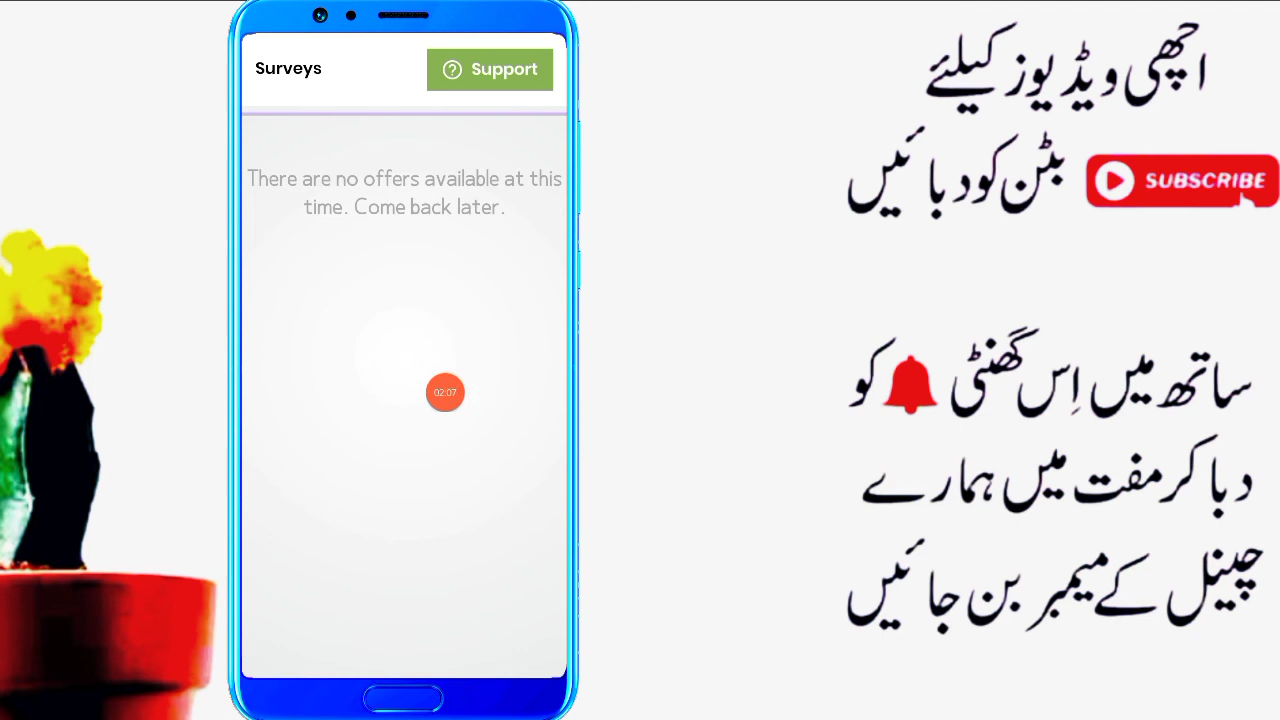 Surveys
Support
There are no offers available at this
time. Come back later.
02:07
اچھی ویڈیوز کیلئے
SUBSCRIBE بٹن کو دبائیں
ساتھ میں اِس گھنٹی کو
دبا کر مفت میں ہمارے
چینل کے میمبر بن جائیں